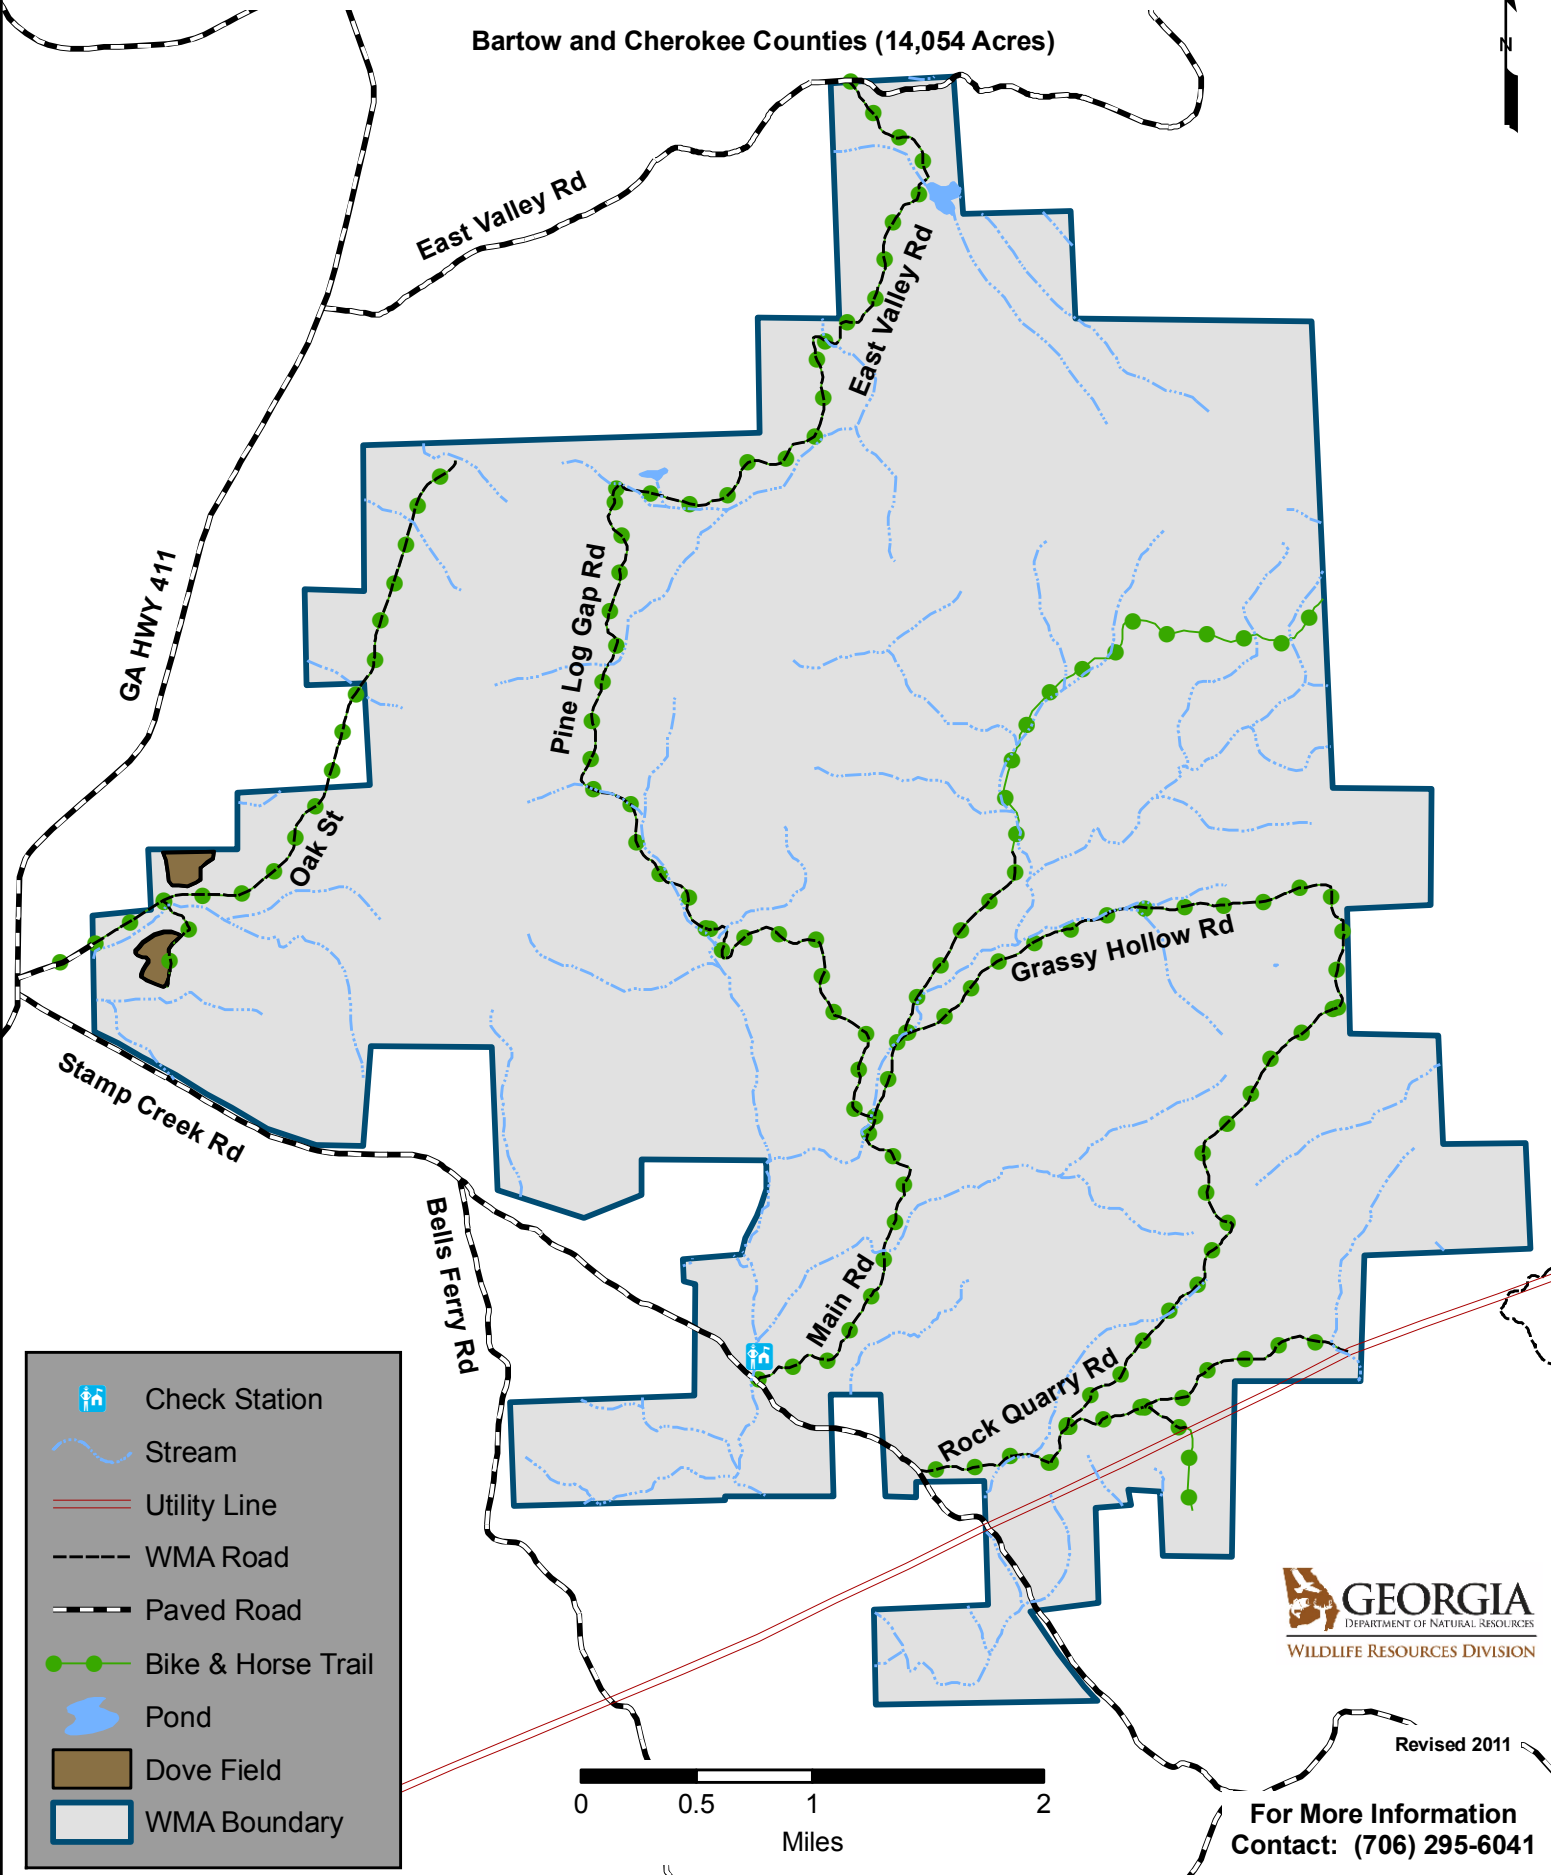 Bartow and Cherokee Counties (14,054 Acres)
N
East Valley Rd
East Valley Rd
GA HWY 411
Pine Log Gap Rd
Oak St
Grassy Hollow Rd
Stamp Creek Rd
Bells Ferry Rd
Main Rd
Rock Quarry Rd
Check Station
Stream
Utility Line
WMA Road
Paved Road
Bike & Horse Trail
Pond
Dove Field
WMA Boundary
GEORGIA
DEPARTMENT OF NATURAL RESOURCES
WILDLIFE RESOURCES DIVISION
Revised 2011
0 0.5 1 2
Miles
For More Information
Contact: (706) 295-6041